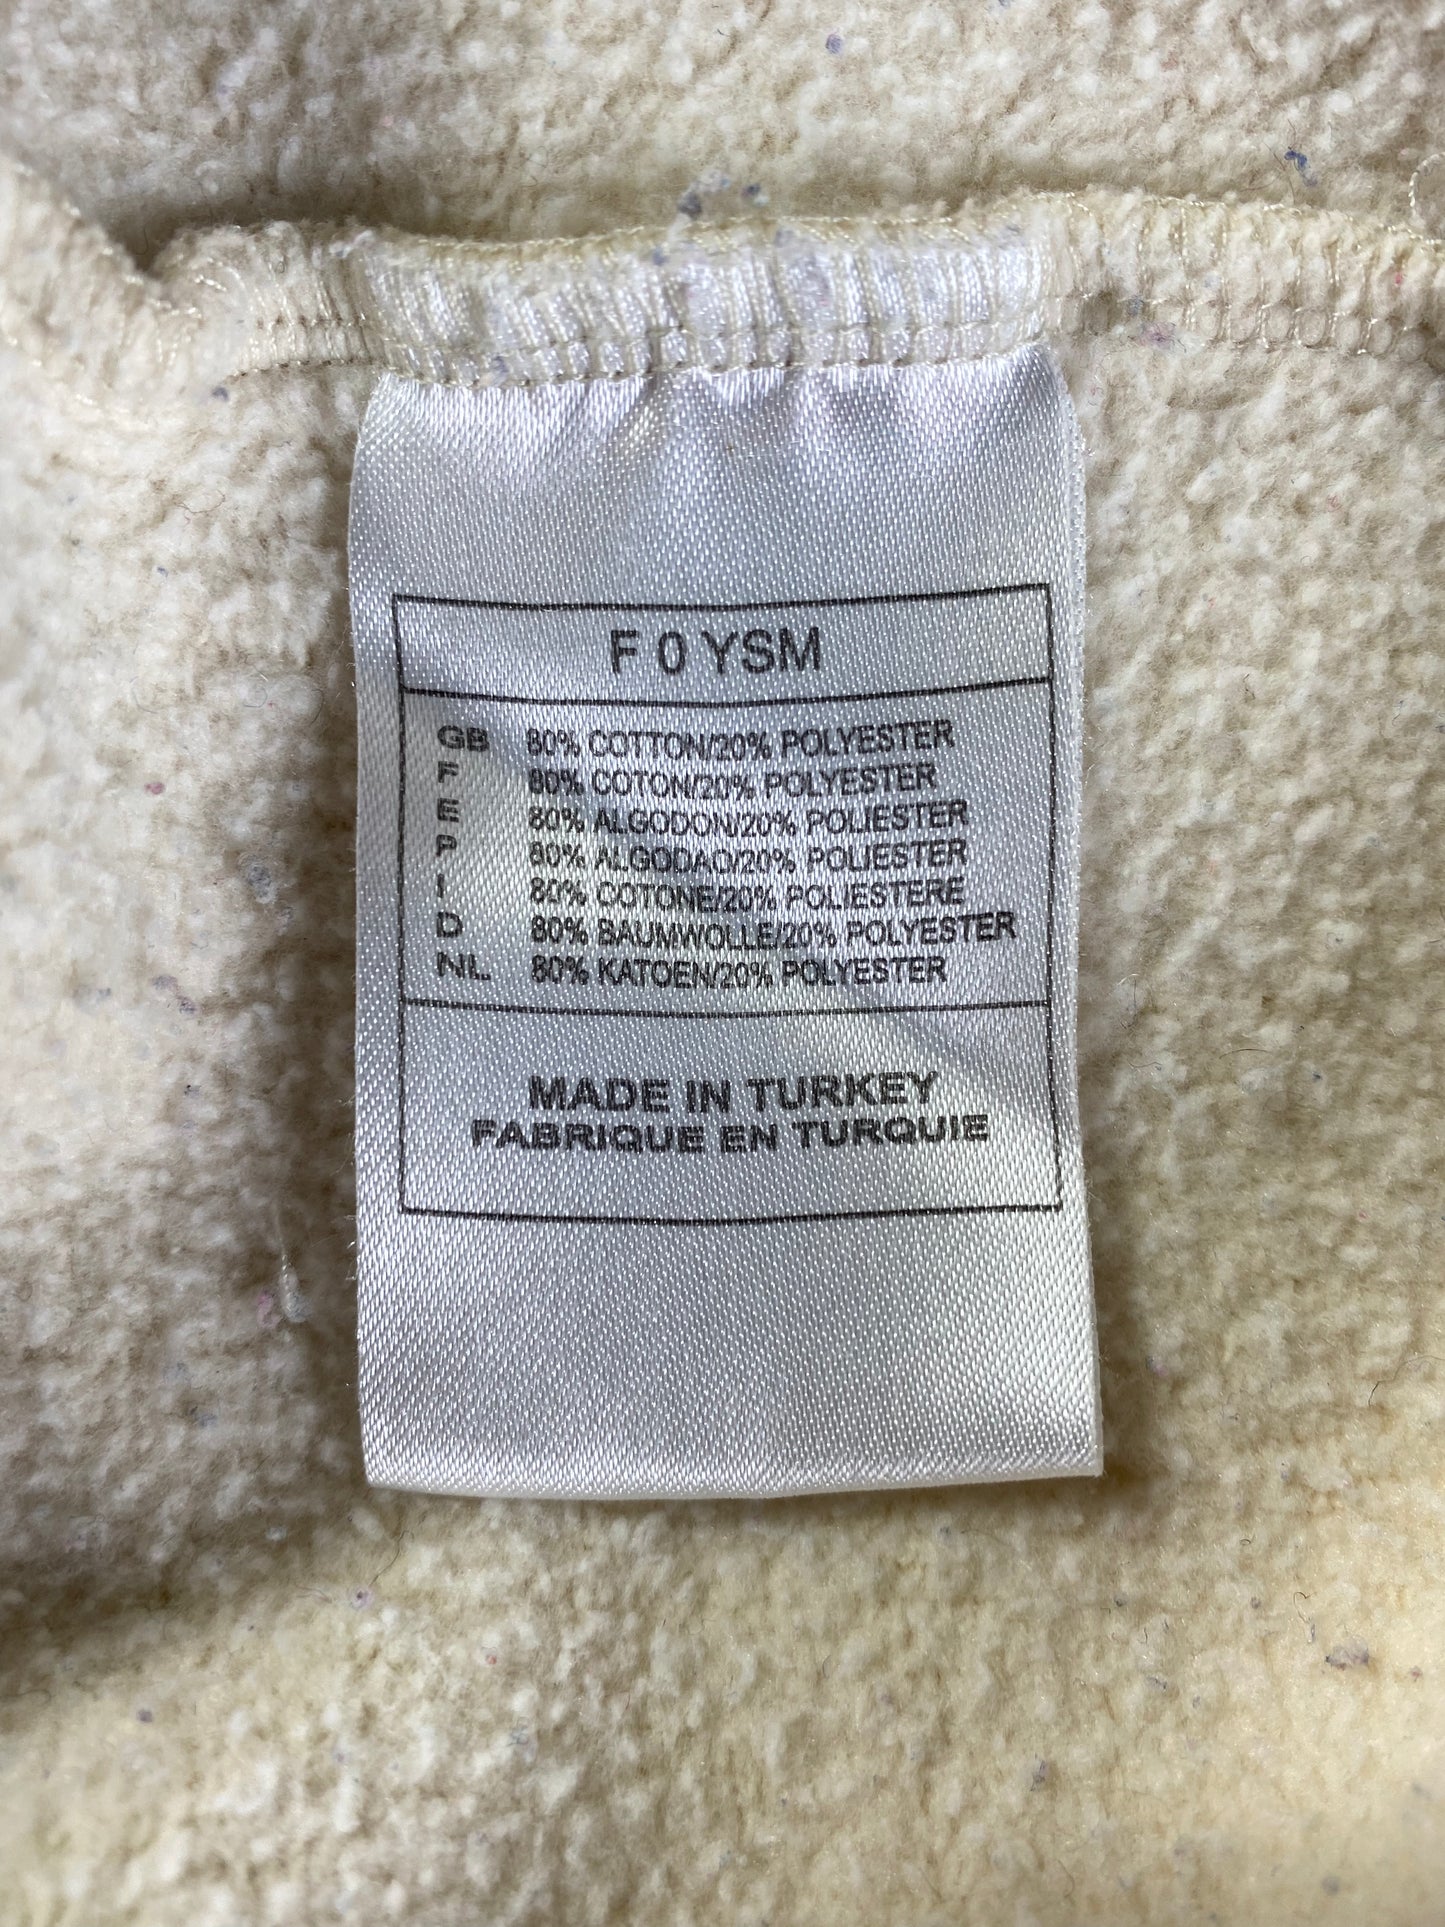 F 0 YSM
GB 80% COTTON/20% POLYESTER
F 80% COTON/20% POLYESTER
E 80% ALGODON/20% POLIESTER
P 80% ALGODAO/20% POLIESTER
I 80% COTONE/20% POLIESTERE
D 80% BAUMWOLLE/20% POLYESTER
NL 80% KATOEN/20% POLYESTER
MADE IN TURKEY
FABRIQUE EN TURQUIE